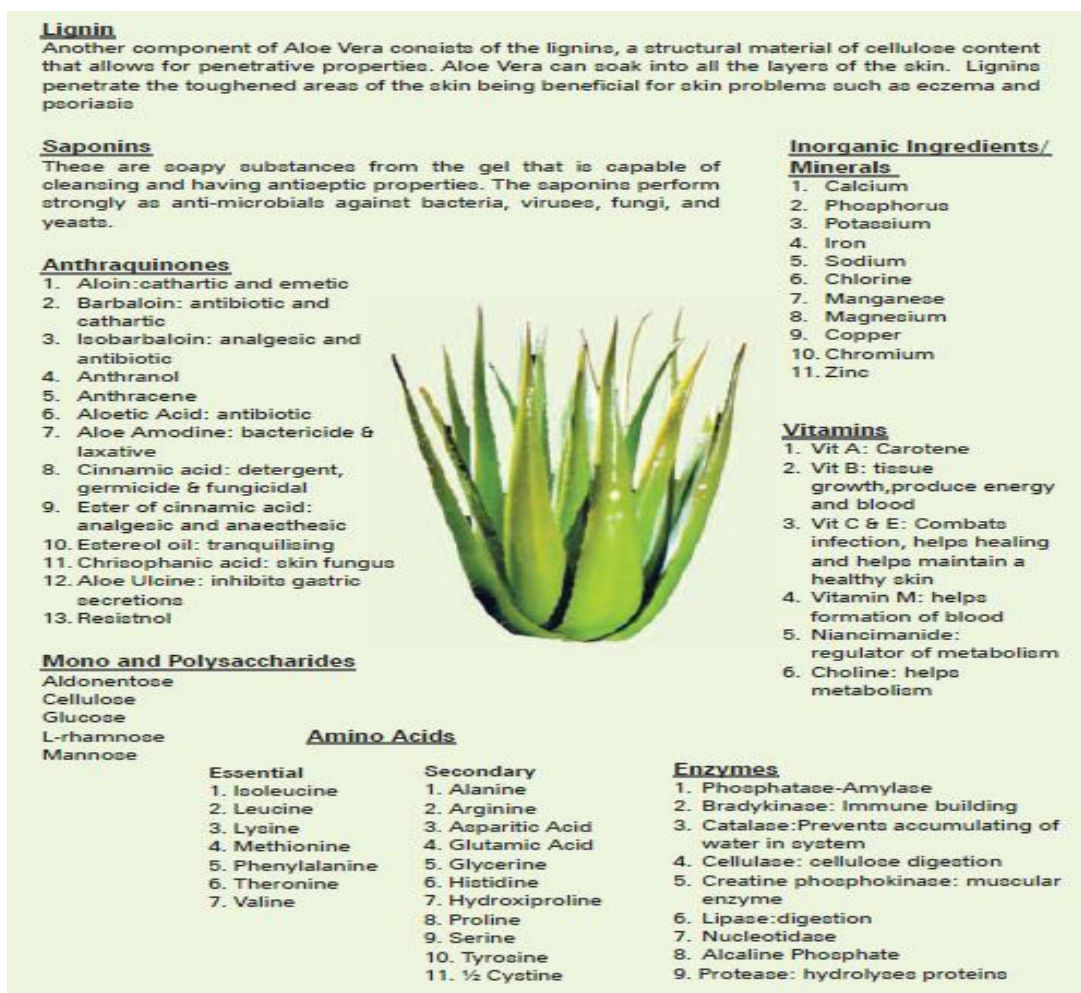 Lignin
Another component of Aloe Vera consists of the lignins, a structural material of cellulose content
that allows for penetrative properties. Aloe Vera can soak into all the layers of the skin. Lignins
penetrate the toughened areas of the skin being beneficial for skin problems such as eczema and
psoriasis
Saponins
These are soapy substances from the gel that is capable of
cleansing and having antiseptic properties. The saponins perform
strongly as anti-microbials against bacteria, viruses, fungi, and
yeasts.
Anthraquinones
1. Aloin:cathartic and emetic
2. Barbaloin: antibiotic and
cathartic
3. Isobarbaloin: analgesic and
antibiotic
4. Anthranol
5. Anthracene
6. Aloetic Acid: antibiotic
7. Aloe Amodine: bactericide &
laxative
8. Cinnamic acid: detergent,
germicide & fungicidal
9. Ester of cinnamic acid:
analgesic and anaesthesic
10. Estereol oil: tranquilising
11. Chrisophanic acid: skin fungus
12. Aloe Ulcine: inhibits gastric
secretions
13. Resistnol
Mono and Polysaccharides
Aldonentose
Cellulose
Glucose
L-rhamnose
Mannose
Inorganic Ingredients/
Minerals
1. Calcium
2. Phosphorus
3. Potassium
4. Iron
5. Sodium
6. Chlorine
7. Manganese
8. Magnesium
9. Copper
10. Chromium
11. Zinc
Vitamins
1. Vit A: Carotene
2. Vit B: tissue
growth,produce energy
and blood
3. Vit C & E: Combats
infection, helps healing
and helps maintain a
healthy skin
4. Vitamin M: helps
formation of blood
5. Niancimanide:
regulator of metabolism
6. Choline: helps
metabolism
Amino Acids
Essential
1. Isoleucine
2. Leucine
3. Lysine
4. Methionine
5. Phenylalanine
6. Theronine
7. Valine
Secondary
1. Alanine
2. Arginine
3. Asparitic Acid
4. Glutamic Acid
5. Glycerine
6. Histidine
7. Hydroxiproline
8. Proline
9. Serine
10. Tyrosine
11. ½ Cystine
Enzymes
1. Phosphatase-Amylase
2. Bradykinase: Immune building
3. Catalase:Prevents accumulating of
water in system
4. Cellulase: cellulose digestion
5. Creatine phosphokinase: muscular
enzyme
6. Lipase:digestion
7. Nucleotidase
8. Alcaline Phosphate
9. Protease: hydrolyses proteins